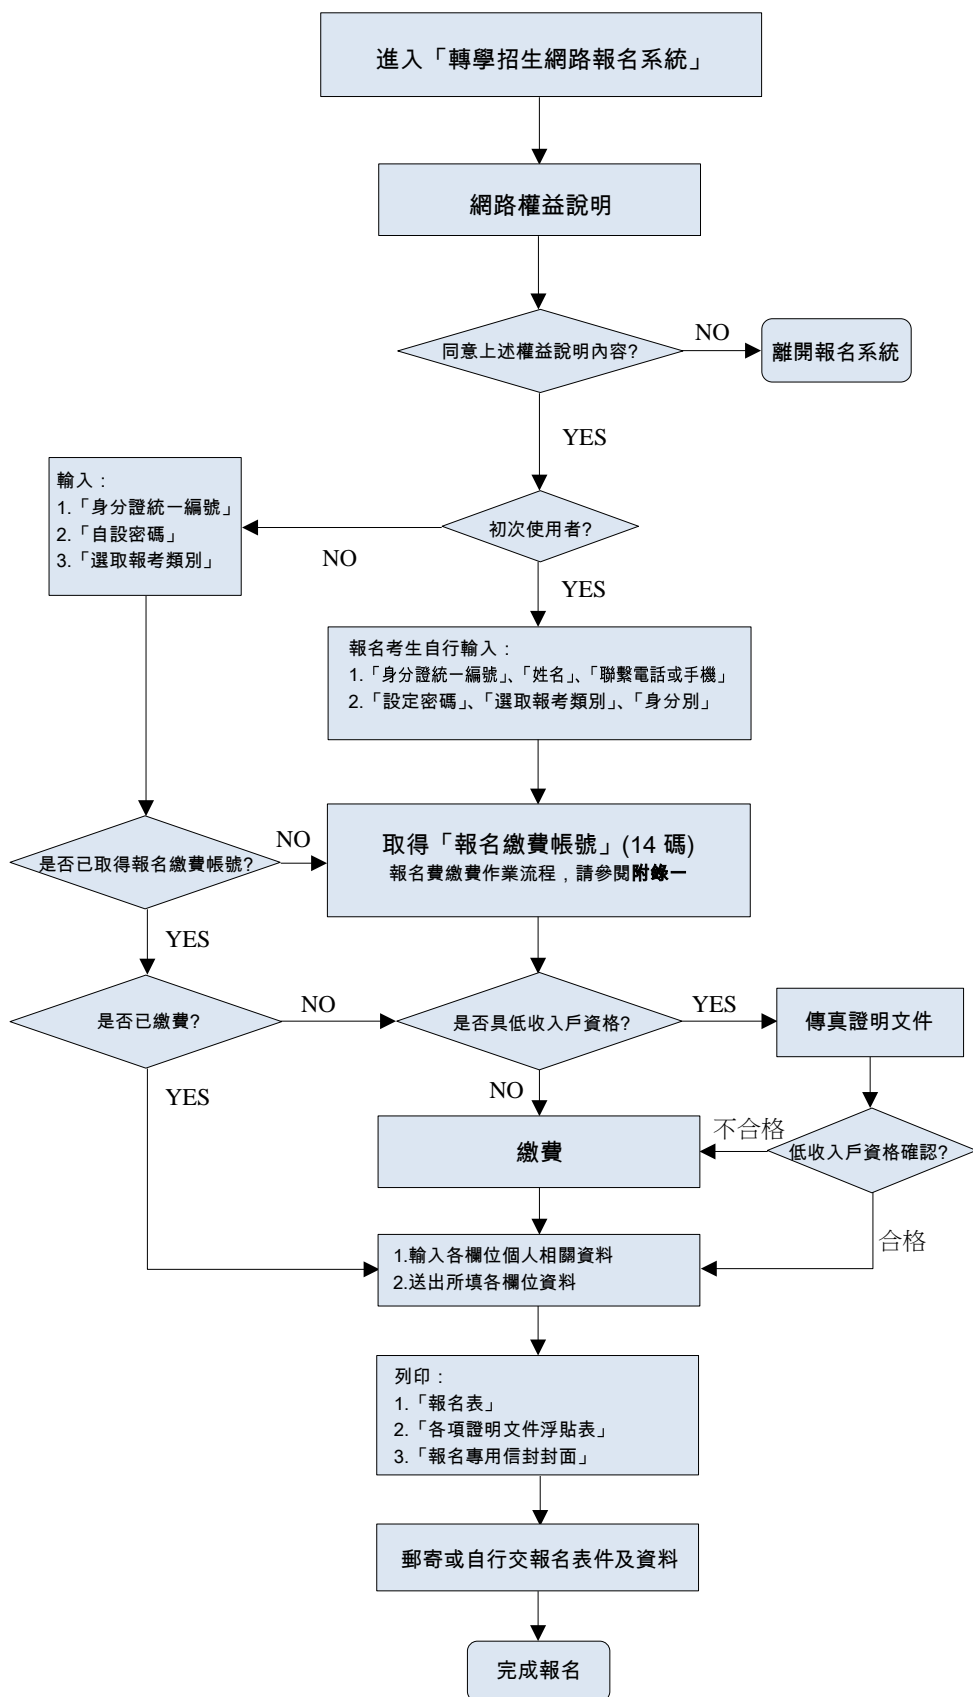 進入「轉學招生網路報名系統」
網路權益說明
同意上述權益說明內容?
NO
離開報名系統
YES
輸入：
1.「身分證統一編號」
2.「自設密碼」
3.「選取報考類別」
初次使用者?
NO
YES
報名考生自行輸入：
1.「身分證統一編號」、「姓名」、「聯繫電話或手機」
2.「設定密碼」、「選取報考類別」、「身分別」
是否已取得報名繳費帳號?
NO
取得「報名繳費帳號」(14 碼)
報名費繳費作業流程，請參閱附錄一
YES
是否已繳費?
NO
是否具低收入戶資格?
YES
傳真證明文件
YES
NO
繳費
不合格
低收入戶資格確認?
合格
1.輸入各欄位個人相關資料
2.送出所填各欄位資料
列印：
1.「報名表」
2.「各項證明文件浮貼表」
3.「報名專用信封封面」
郵寄或自行交報名表件及資料
完成報名